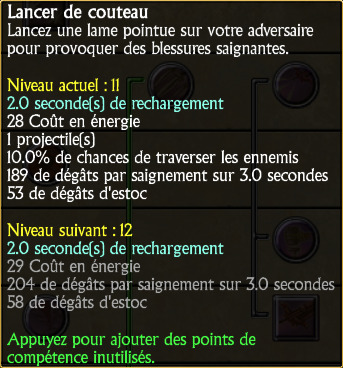 Lancer de couteau
Lancez une lame pointue sur votre adversaire
pour provoquer des blessures saignantes.
Niveau actuel : 11
2.0 seconde(s) de rechargement
28 Coût en énergie
1 projectile(s)
10.0% de chances de traverser les ennemis
189 de dégâts par saignement sur 3.0 secondes
53 de dégâts d'estoc
Niveau suivant : 12
2.0 seconde(s) de rechargement
29 Coût en énergie
204 de dégâts par saignement sur 3.0 secondes
58 de dégâts d'estoc
Appuyez pour ajouter des points de
compétence inutilisés.